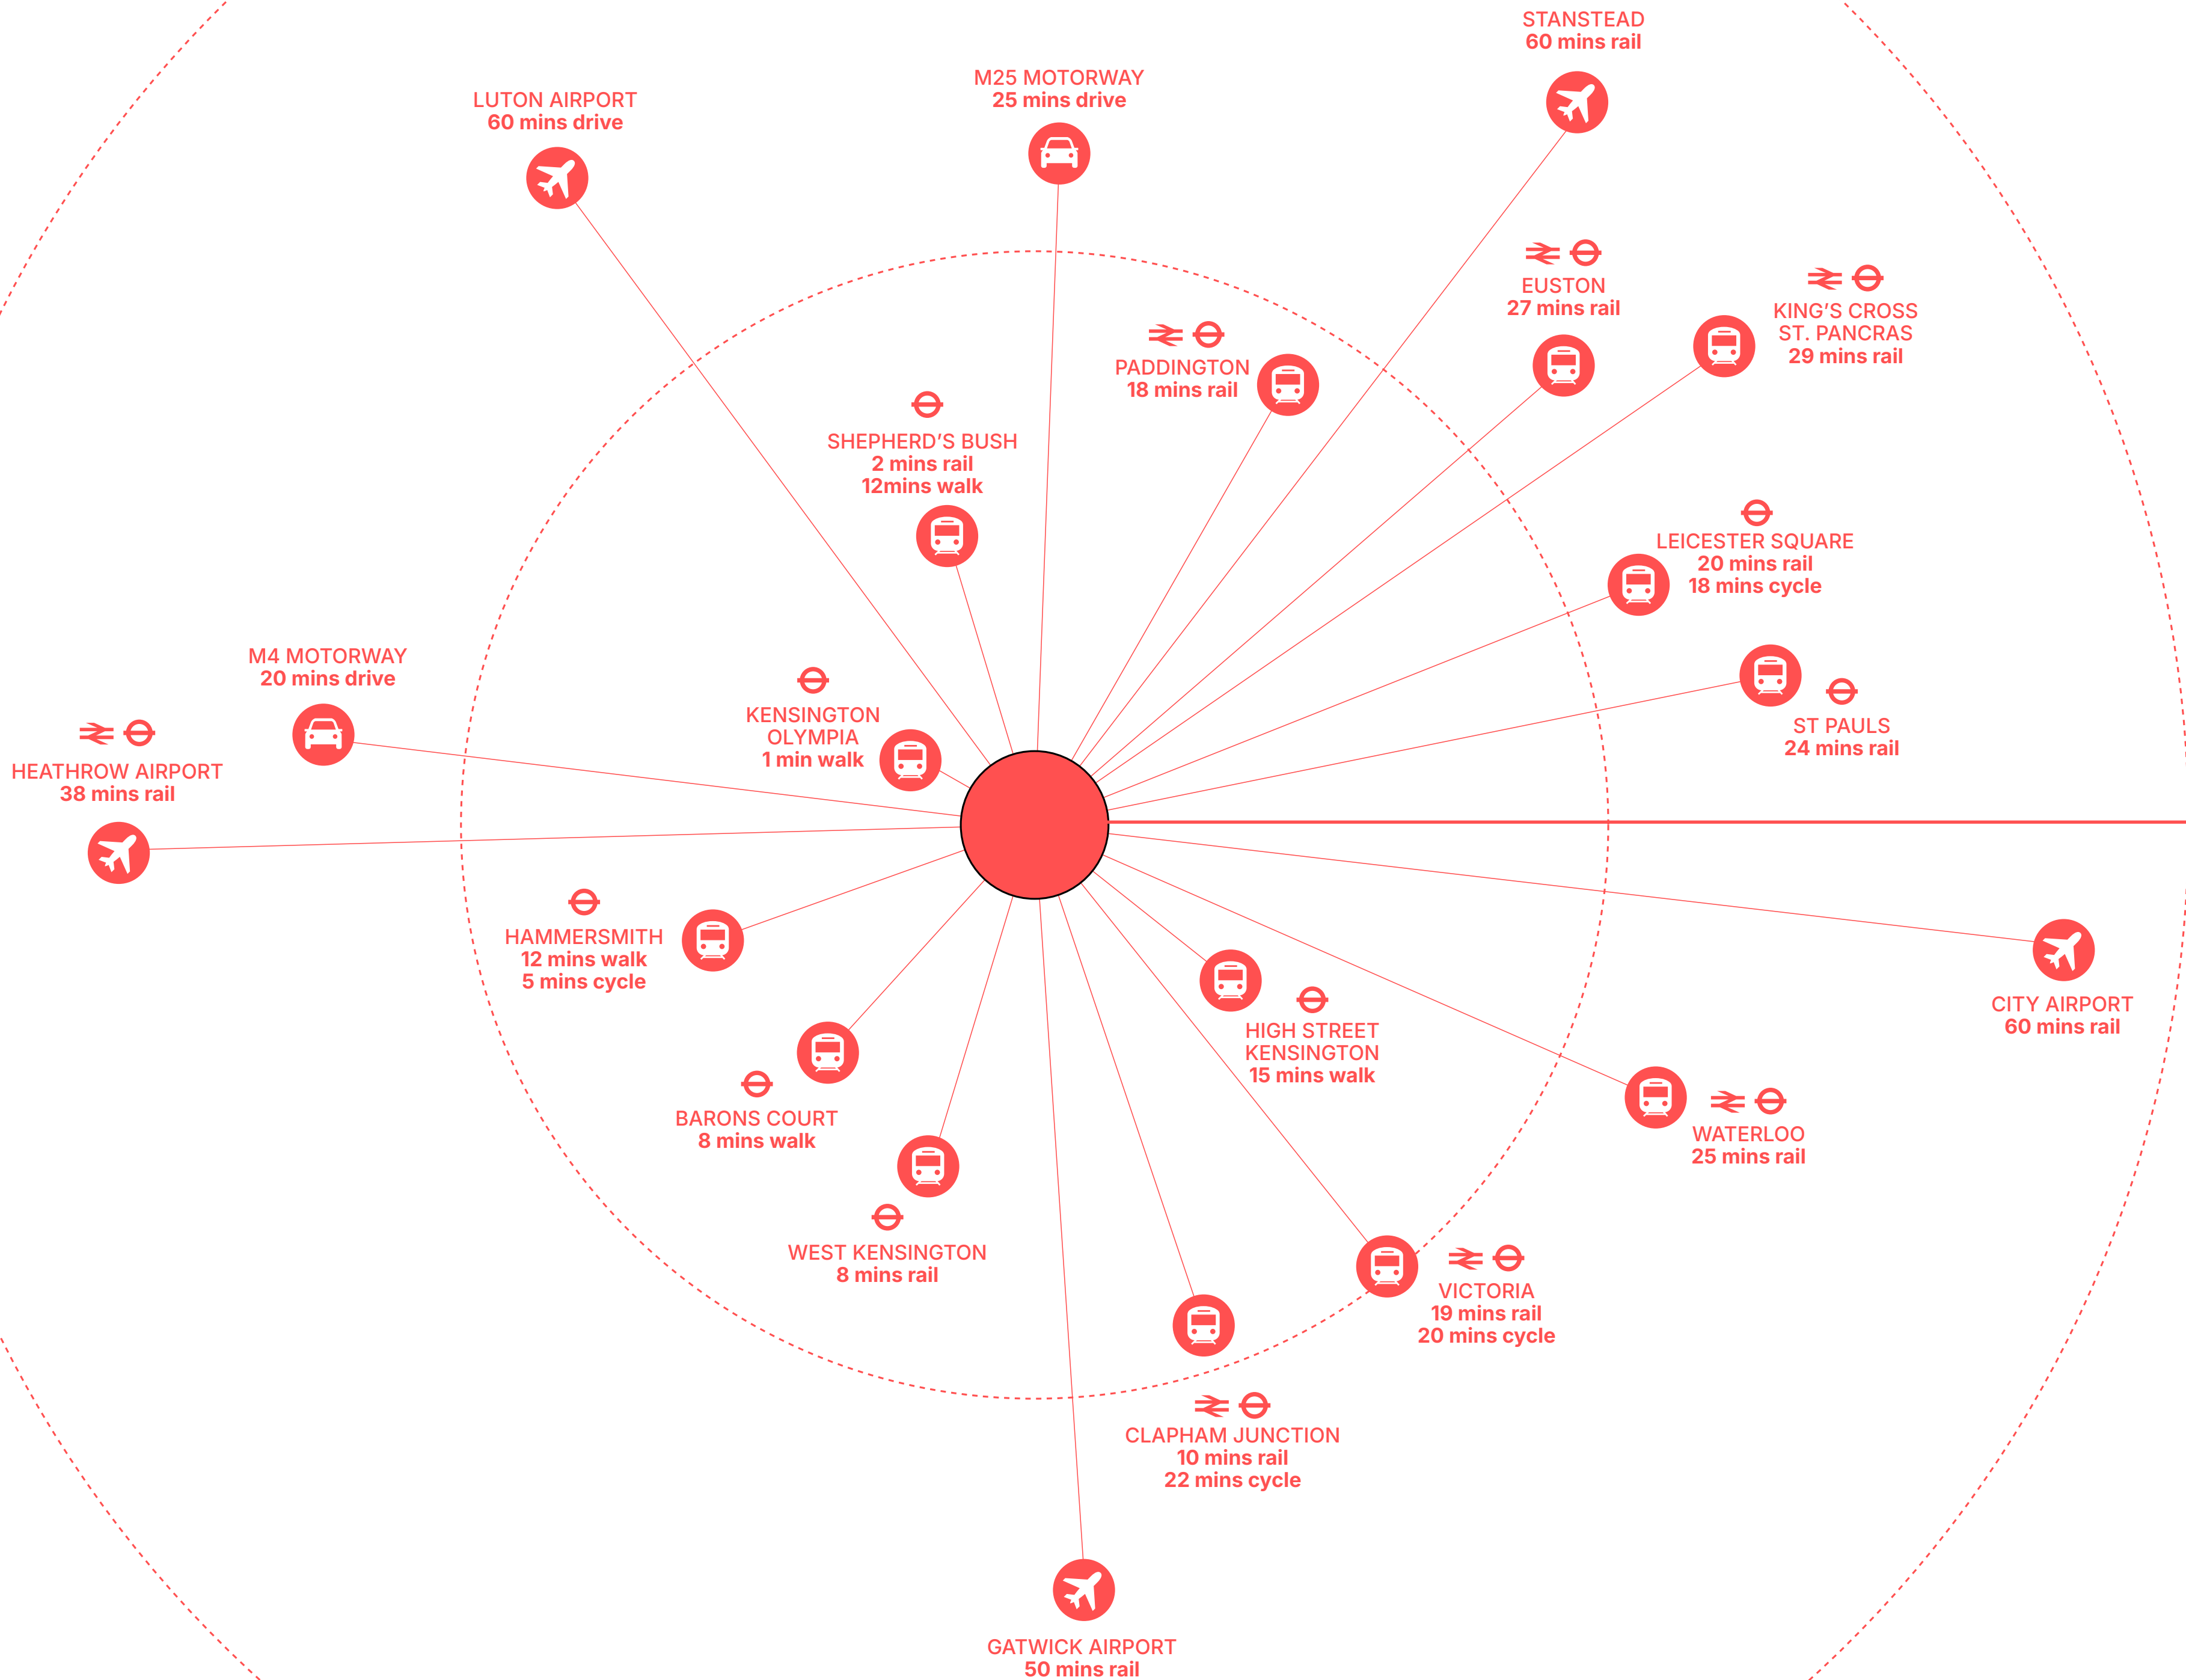 STANSTEAD
60 mins rail
M25 MOTORWAY
25 mins drive
LUTON AIRPORT
60 mins drive
EUSTON
27 mins rail
KING’S CROSS
ST. PANCRAS
29 mins rail
PADDINGTON
18 mins rail
SHEPHERD’S BUSH
2 mins rail
12mins walk
LEICESTER SQUARE
20 mins rail
18 mins cycle
M4 MOTORWAY
20 mins drive
KENSINGTON
OLYMPIA
1 min walk
ST PAULS
24 mins rail
HEATHROW AIRPORT
38 mins rail
HAMMERSMITH
12 mins walk
5 mins cycle
CITY AIRPORT
60 mins rail
HIGH STREET
KENSINGTON
15 mins walk
BARONS COURT
8 mins walk
WATERLOO
25 mins rail
WEST KENSINGTON
8 mins rail
VICTORIA
19 mins rail
20 mins cycle
CLAPHAM JUNCTION
10 mins rail
22 mins cycle
GATWICK AIRPORT
50 mins rail